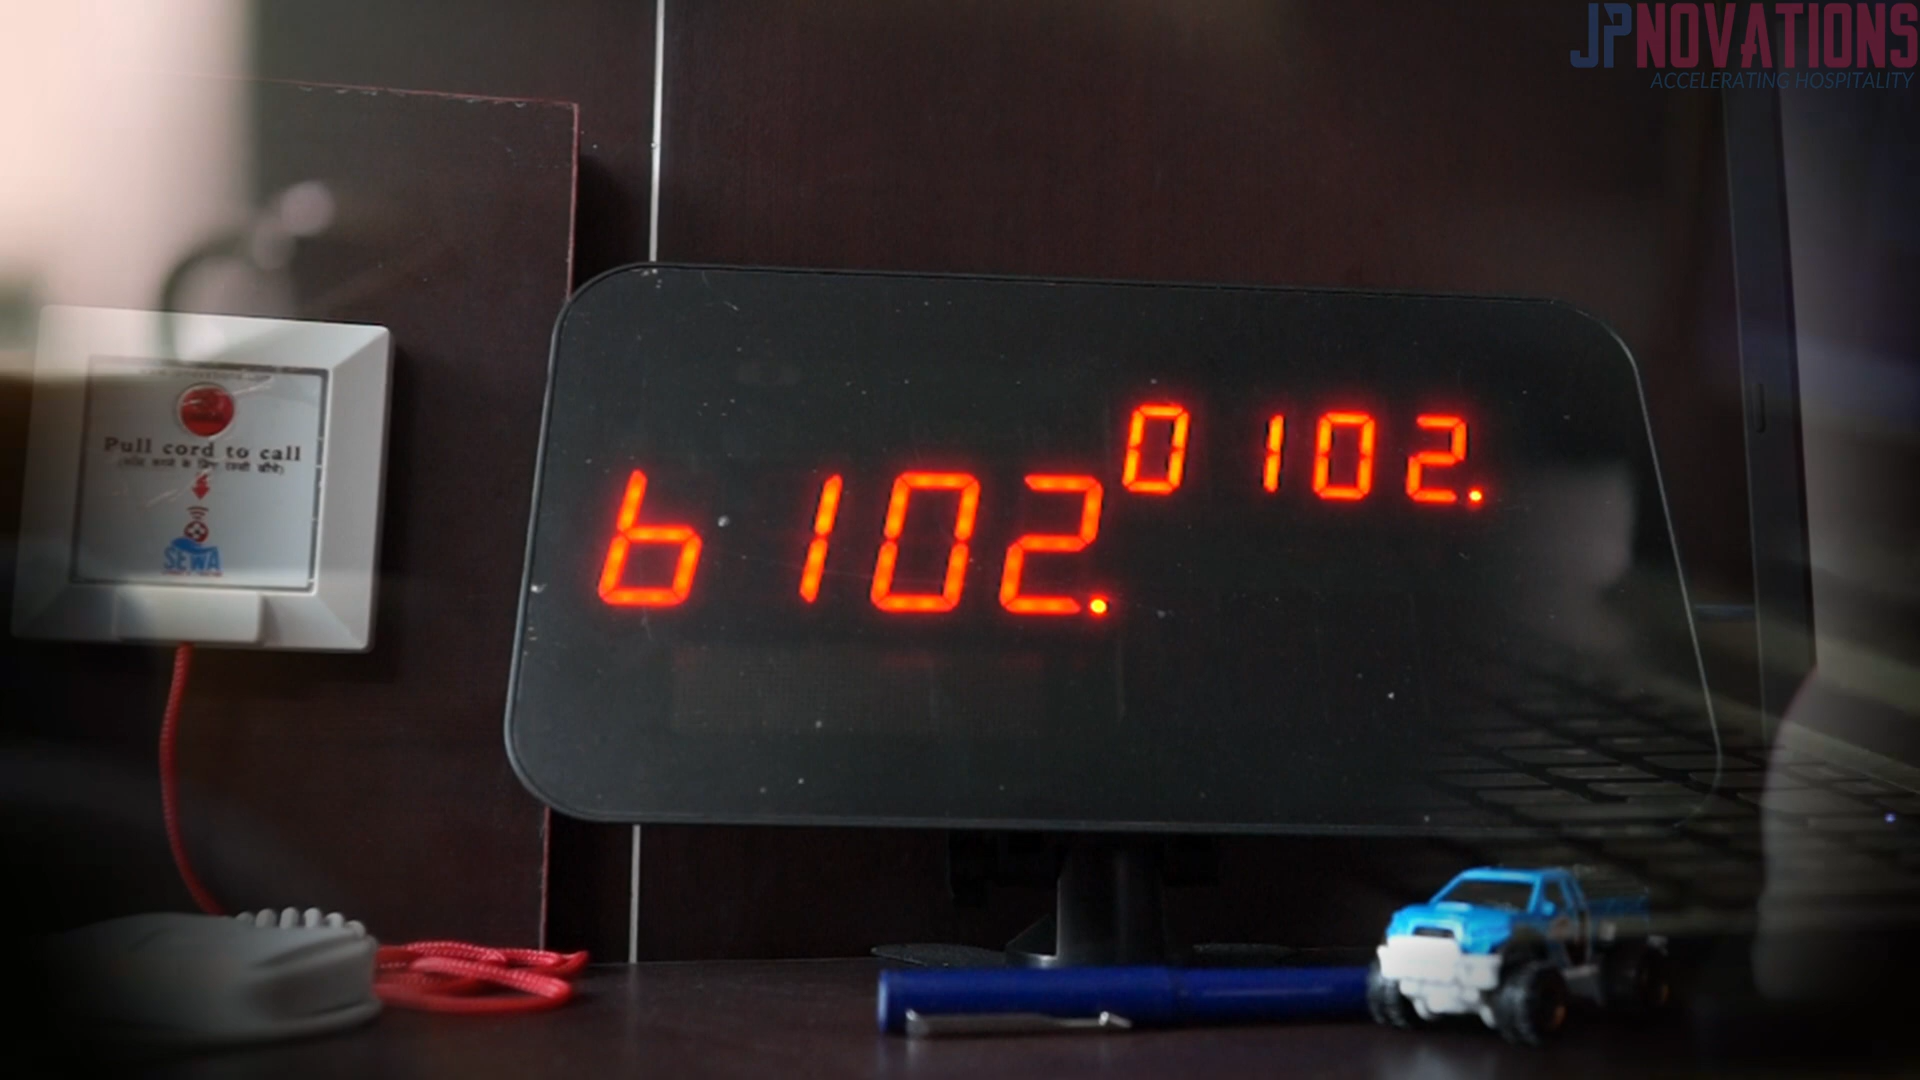 JPNOVATIONS
ACCELERATING HOSPITALITY
0 102.
b 102.
Pull cord to call
SEWA